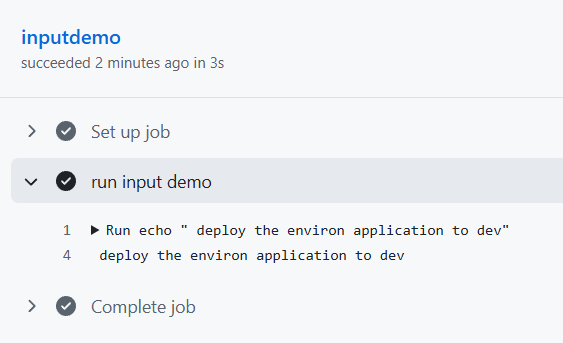 inputdemo
succeeded 2 minutes ago in 3s
Set up job
run input demo
1 Run echo " deploy the environ application to dev"
4 deploy the environ application to dev
Complete job